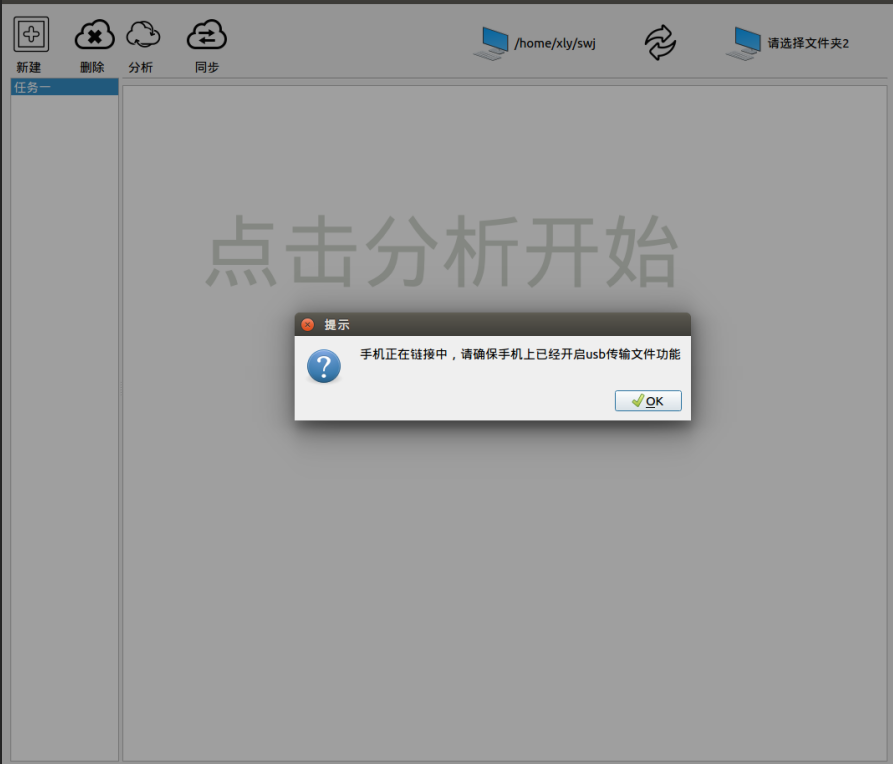 新建
删除
分析
同步
/home/xly/swj
请选择文件夹2
任务一
点击分析开始
提示
手机正在链接中，请确保手机上已经开启usb传输文件功能
OK